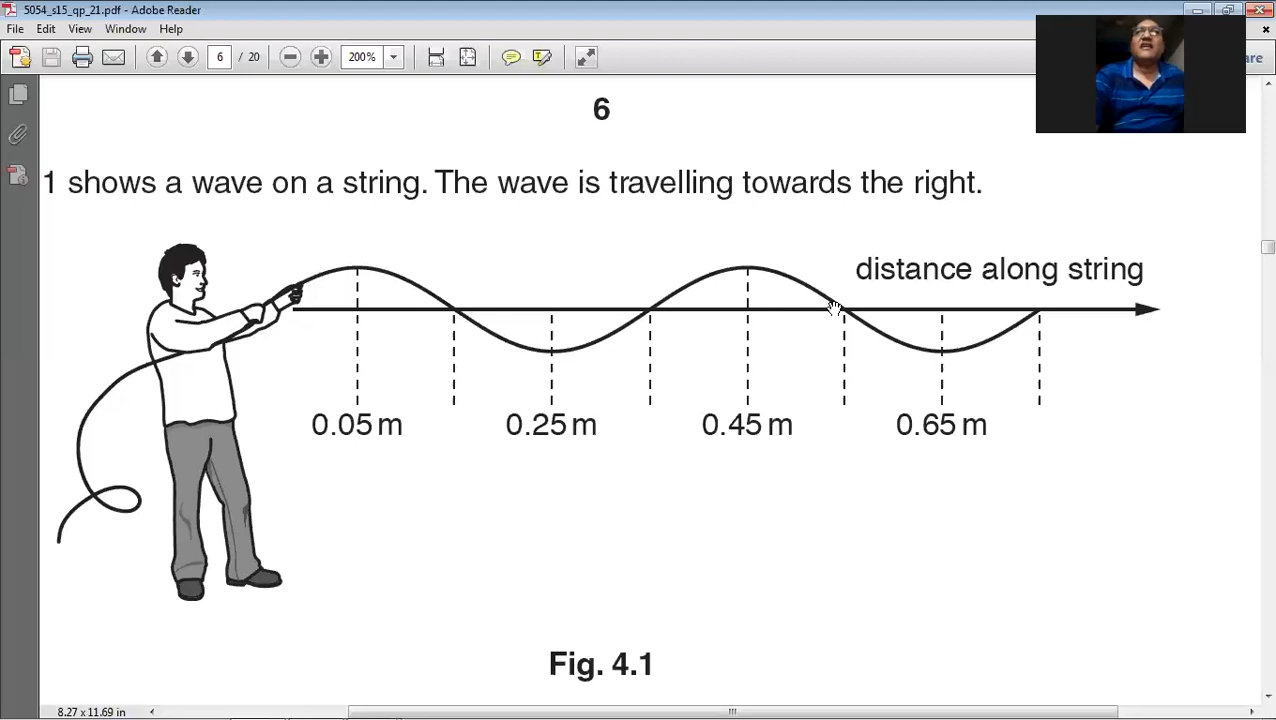 5054_s15_qp_21.pdf - Adobe Reader
File Edit View Window Help
6 / 20 200%
6
1 shows a wave on a string. The wave is travelling towards the right.
distance along string
0.05 m 0.25 m 0.45 m 0.65 m
Fig. 4.1
8.27 x 11.69 in